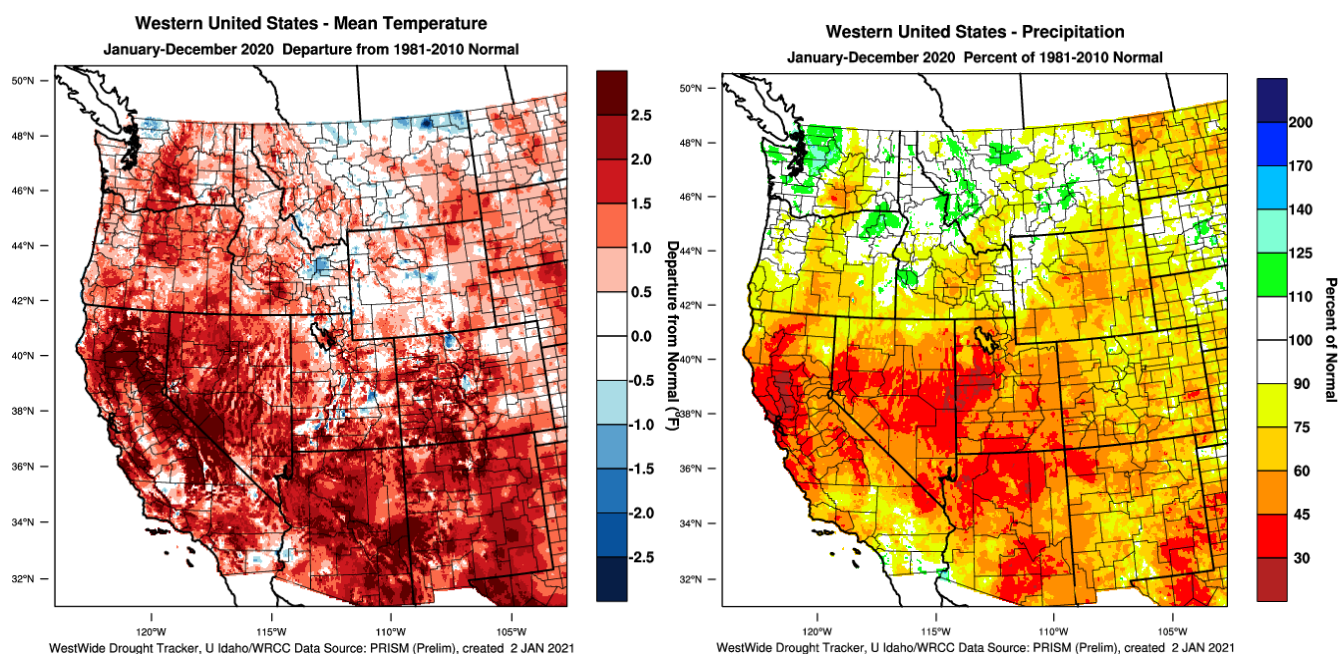 Western United States - Mean Temperature
January-December 2020 Departure from 1981-2010 Normal
50°N
48°N
46°N
44°N
42°N
40°N
38°N
36°N
34°N
32°N
120°W
115°W
110°W
105°W
2.5
2.0
1.5
1.0
0.5
0.0
-0.5
-1.0
-1.5
-2.0
-2.5
Departure from Normal (°F)
WestWide Drought Tracker, U Idaho/WRCC Data Source: PRISM (Prelim), created 2 JAN 2021
Western United States - Precipitation
January-December 2020 Percent of 1981-2010 Normal
50°N
48°N
46°N
44°N
42°N
40°N
38°N
36°N
34°N
32°N
120°W
115°W
110°W
105°W
200
170
140
125
110
100
90
75
60
45
30
Percent of Normal
WestWide Drought Tracker, U Idaho/WRCC Data Source: PRISM (Prelim), created 2 JAN 2021